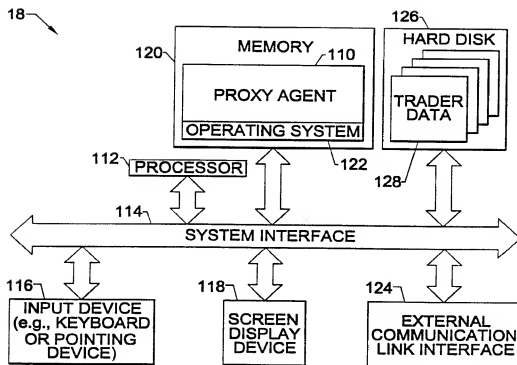 18
126
120
MEMORY
110
HARD DISK
PROXY AGENT
TRADER
DATA
OPERATING SYSTEM
112
122
128
PROCESSOR
114
SYSTEM INTERFACE
116
118
124
INPUT DEVICE
(e.g., KEYBOARD
OR POINTING
DEVICE)
SCREEN
DISPLAY
DEVICE
EXTERNAL
COMMUNICATION
LINK INTERFACE